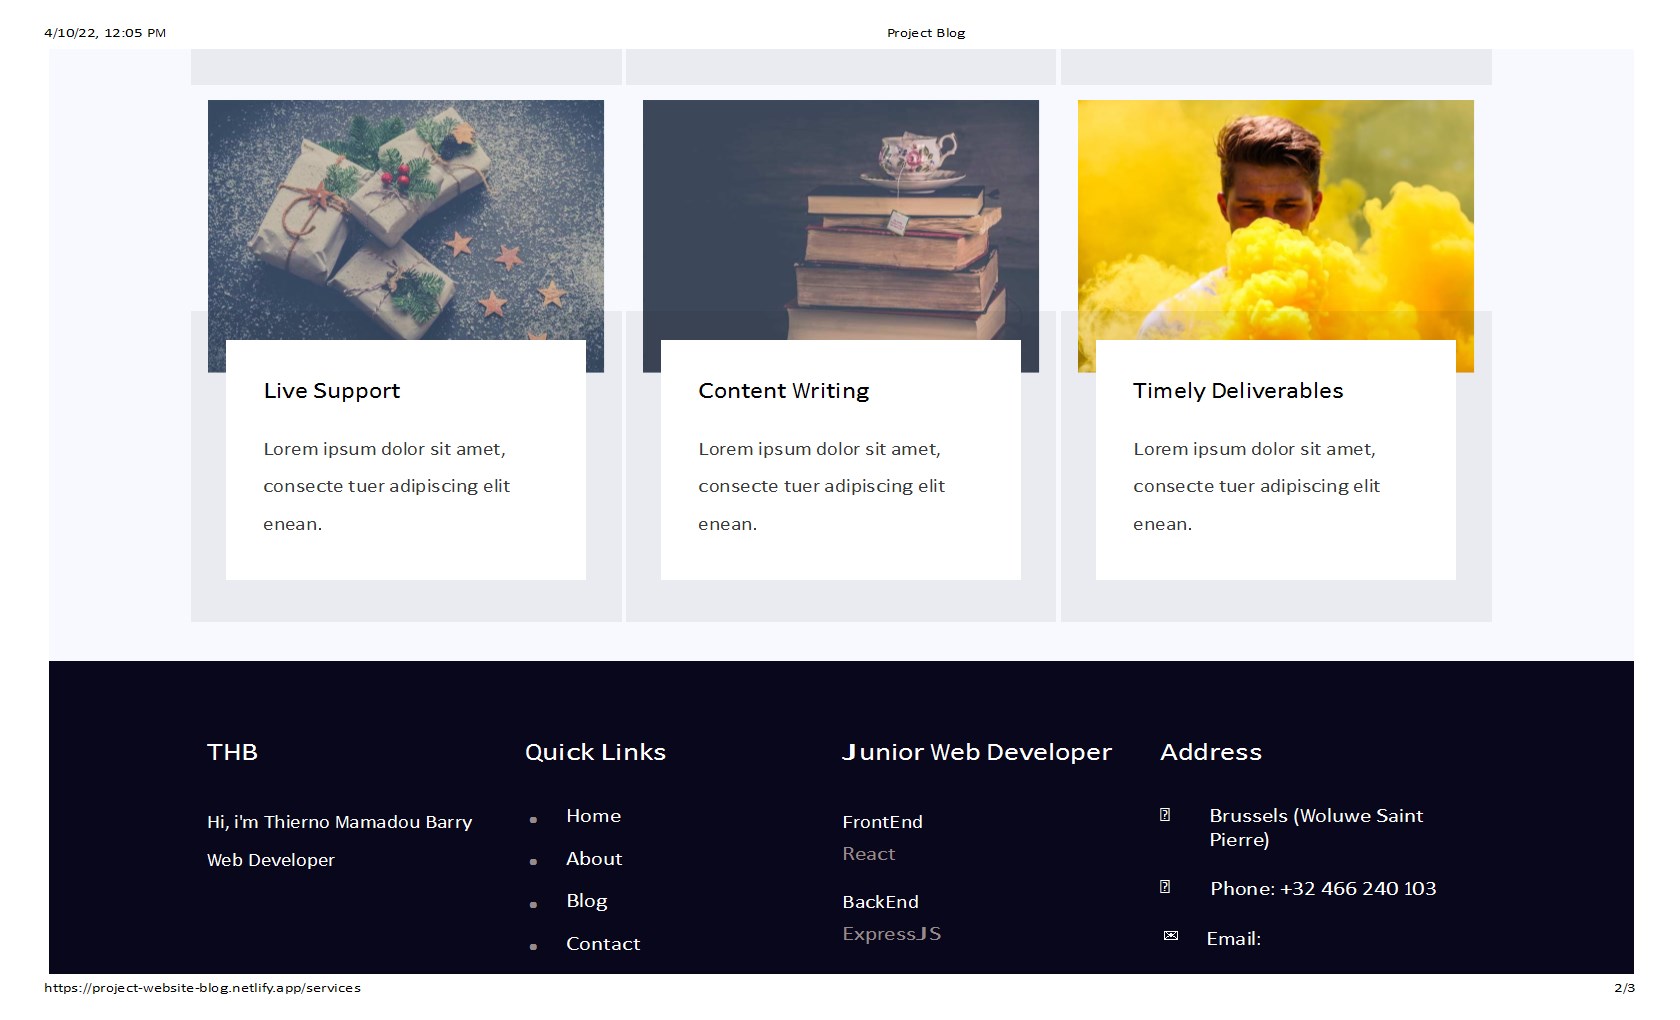 4/10/22, 12:05 PM
Project Blog
Live Support
Lorem ipsum dolor sit amet,
consecte tuer adipiscing elit
enean.
Content Writing
Lorem ipsum dolor sit amet,
consecte tuer adipiscing elit
enean.
Timely Deliverables
Lorem ipsum dolor sit amet,
consecte tuer adipiscing elit
enean.
THB
Hi, i'm Thierno Mamadou Barry
Web Developer
Quick Links
Home
About
Blog
Contact
Junior Web Developer
FrontEnd
React
BackEnd
ExpressJS
Address
Brussels (Woluwe Saint
Pierre)
Phone: +32 466 240 103
Email:
https://project-website-blog.netlify.app/services
2/3